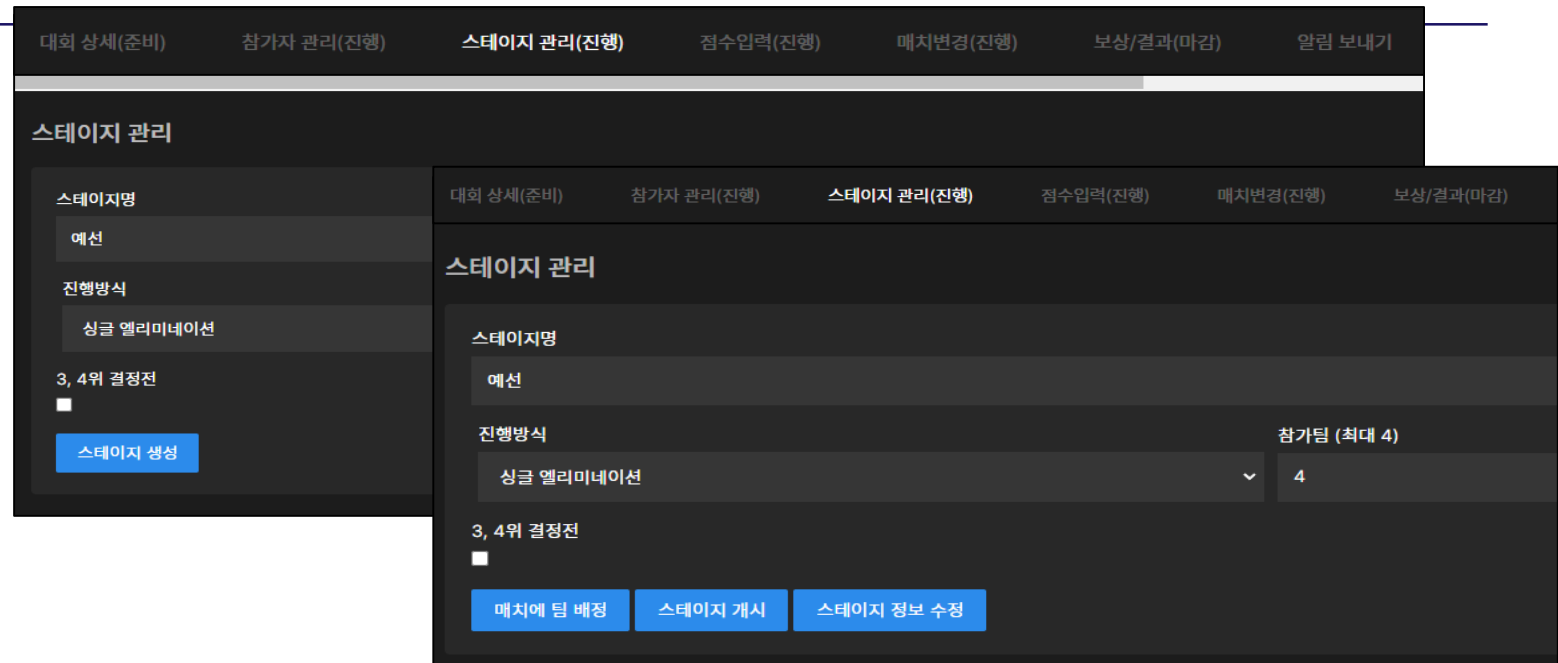 대회 상세(준비) 참가자 관리(진행) 스테이지 관리(진행) 점수입력(진행) 매치변경(진행) 보상/결과(마감) 알림 보내기
스테이지 관리
스테이지명
예선
진행방식
싱글 엘리미네이션
3, 4위 결정전
스테이지 생성
대회 상세(준비) 참가자 관리(진행) 스테이지 관리(진행) 점수입력(진행) 매치변경(진행) 보상/결과(마감)
스테이지 관리
스테이지명
예선
진행방식 참가팀 (최대 4)
싱글 엘리미네이션 4
3, 4위 결정전
매치에 팀 배정 스테이지 개시 스테이지 정보 수정